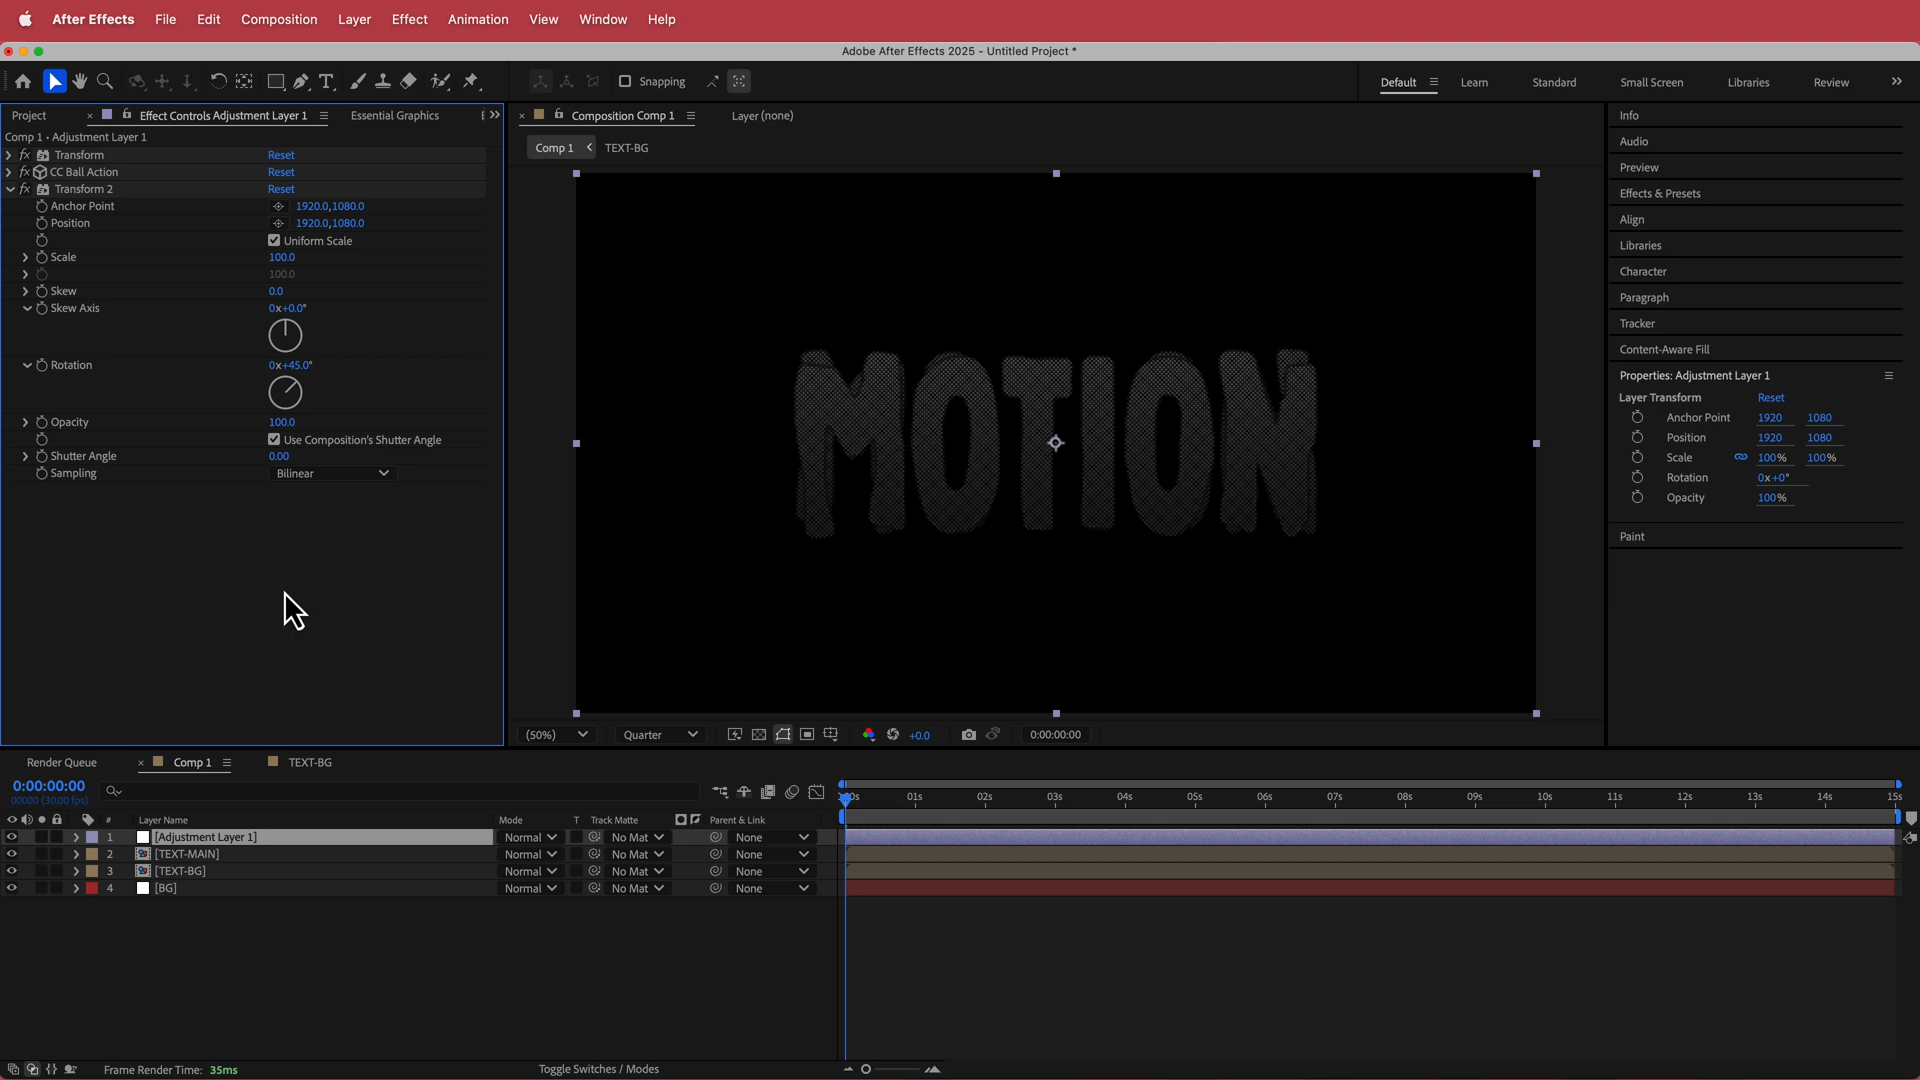 After Effects File Edit Composition Layer Effect Animation View Window Help
Adobe After Effects 2025 - Untitled Project *
Snapping
Default Learn Standard Small Screen Libraries Review
Project Effect Controls Adjustment Layer 1 Essential Graphics
Comp 1 • Adjustment Layer 1
Transform Reset
CC Ball Action Reset
Transform 2 Reset
Anchor Point 1920.0,1080.0
Position 1920.0,1080.0
Uniform Scale
Scale 100.0
100.0
Skew 0.0
Skew Axis 0x+0.0°
Rotation 0x+45.0°
Opacity 100.0
Use Composition's Shutter Angle
Shutter Angle 0.00
Sampling Bilinear
Composition Comp 1 Layer (none)
Comp 1 TEXT-BG
MOTION
(50%) Quarter +0.0 0:00:00:00
Info
Audio
Preview
Effects & Presets
Align
Libraries
Character
Paragraph
Tracker
Content-Aware Fill
Properties: Adjustment Layer 1
Layer Transform Reset
Anchor Point 1920 1080
Position 1920 1080
Scale 100% 100%
Rotation 0x+0°
Opacity 100%
Paint
Render Queue Comp 1 TEXT-BG
0:00:00:00
00000 (30.00 fps)
01s 02s 03s 04s 05s 06s 07s 08s 09s 10s 11s 12s 13s 14s 15s
# Layer Name Mode T Track Matte Parent & Link
1 [Adjustment Layer 1] Normal No Mat None
2 [TEXT-MAIN] Normal No Mat None
3 [TEXT-BG] Normal No Mat None
4 [BG] Normal No Mat None
Frame Render Time: 35ms Toggle Switches / Modes